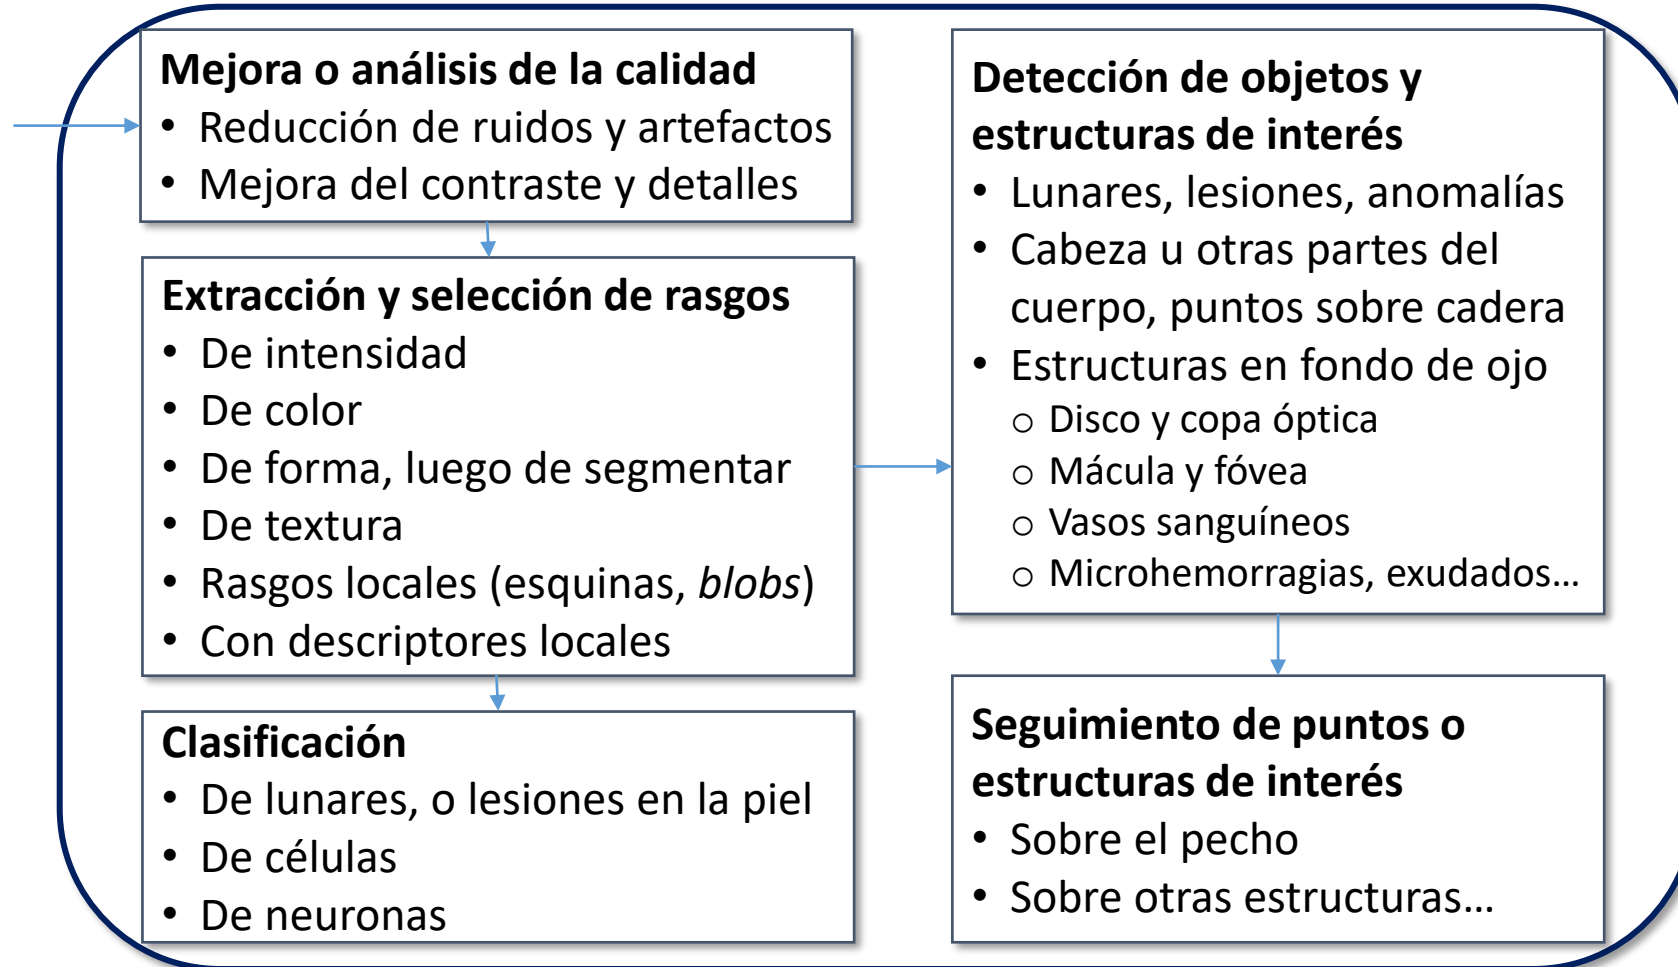 Mejora o análisis de la calidad
• Reducción de ruidos y artefactos
• Mejora del contraste y detalles
Extracción y selección de rasgos
• De intensidad
• De color
• De forma, luego de segmentar
• De textura
• Rasgos locales (esquinas, blobs)
• Con descriptores locales
Clasificación
• De lunares, o lesiones en la piel
• De células
• De neuronas
Detección de objetos y
estructuras de interés
• Lunares, lesiones, anomalías
• Cabeza u otras partes del
cuerpo, puntos sobre cadera
• Estructuras en fondo de ojo
o Disco y copa óptica
o Mácula y fóvea
o Vasos sanguíneos
o Microhemorragias, exudados…
Seguimiento de puntos o
estructuras de interés
• Sobre el pecho
• Sobre otras estructuras…